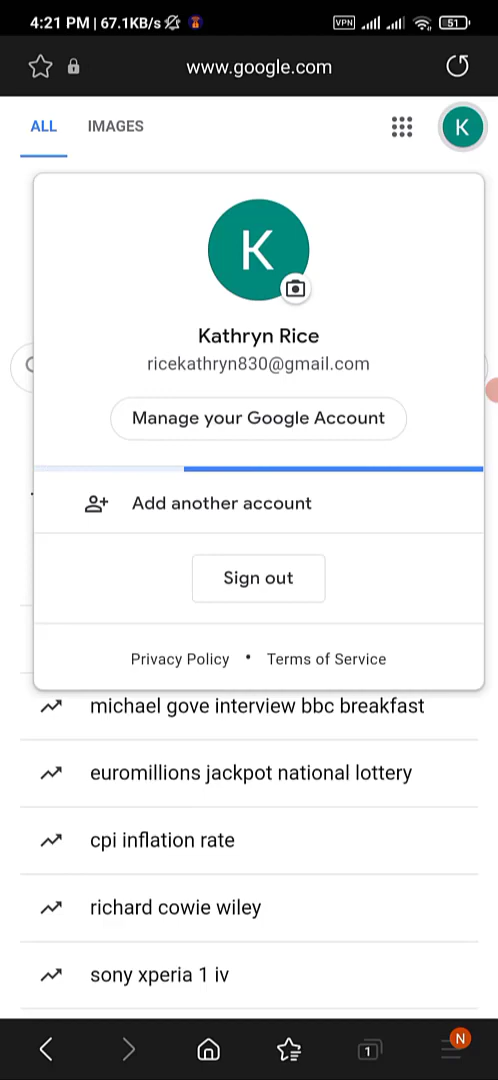 4:21 PM | 67.1KB/s
VPN
51
www.google.com
ALL
IMAGES
K
K
Kathryn Rice
ricekathryn830@gmail.com
Manage your Google Account
Add another account
Sign out
Privacy Policy • Terms of Service
michael gove interview bbc breakfast
euromillions jackpot national lottery
cpi inflation rate
richard cowie wiley
sony xperia 1 iv
1
N